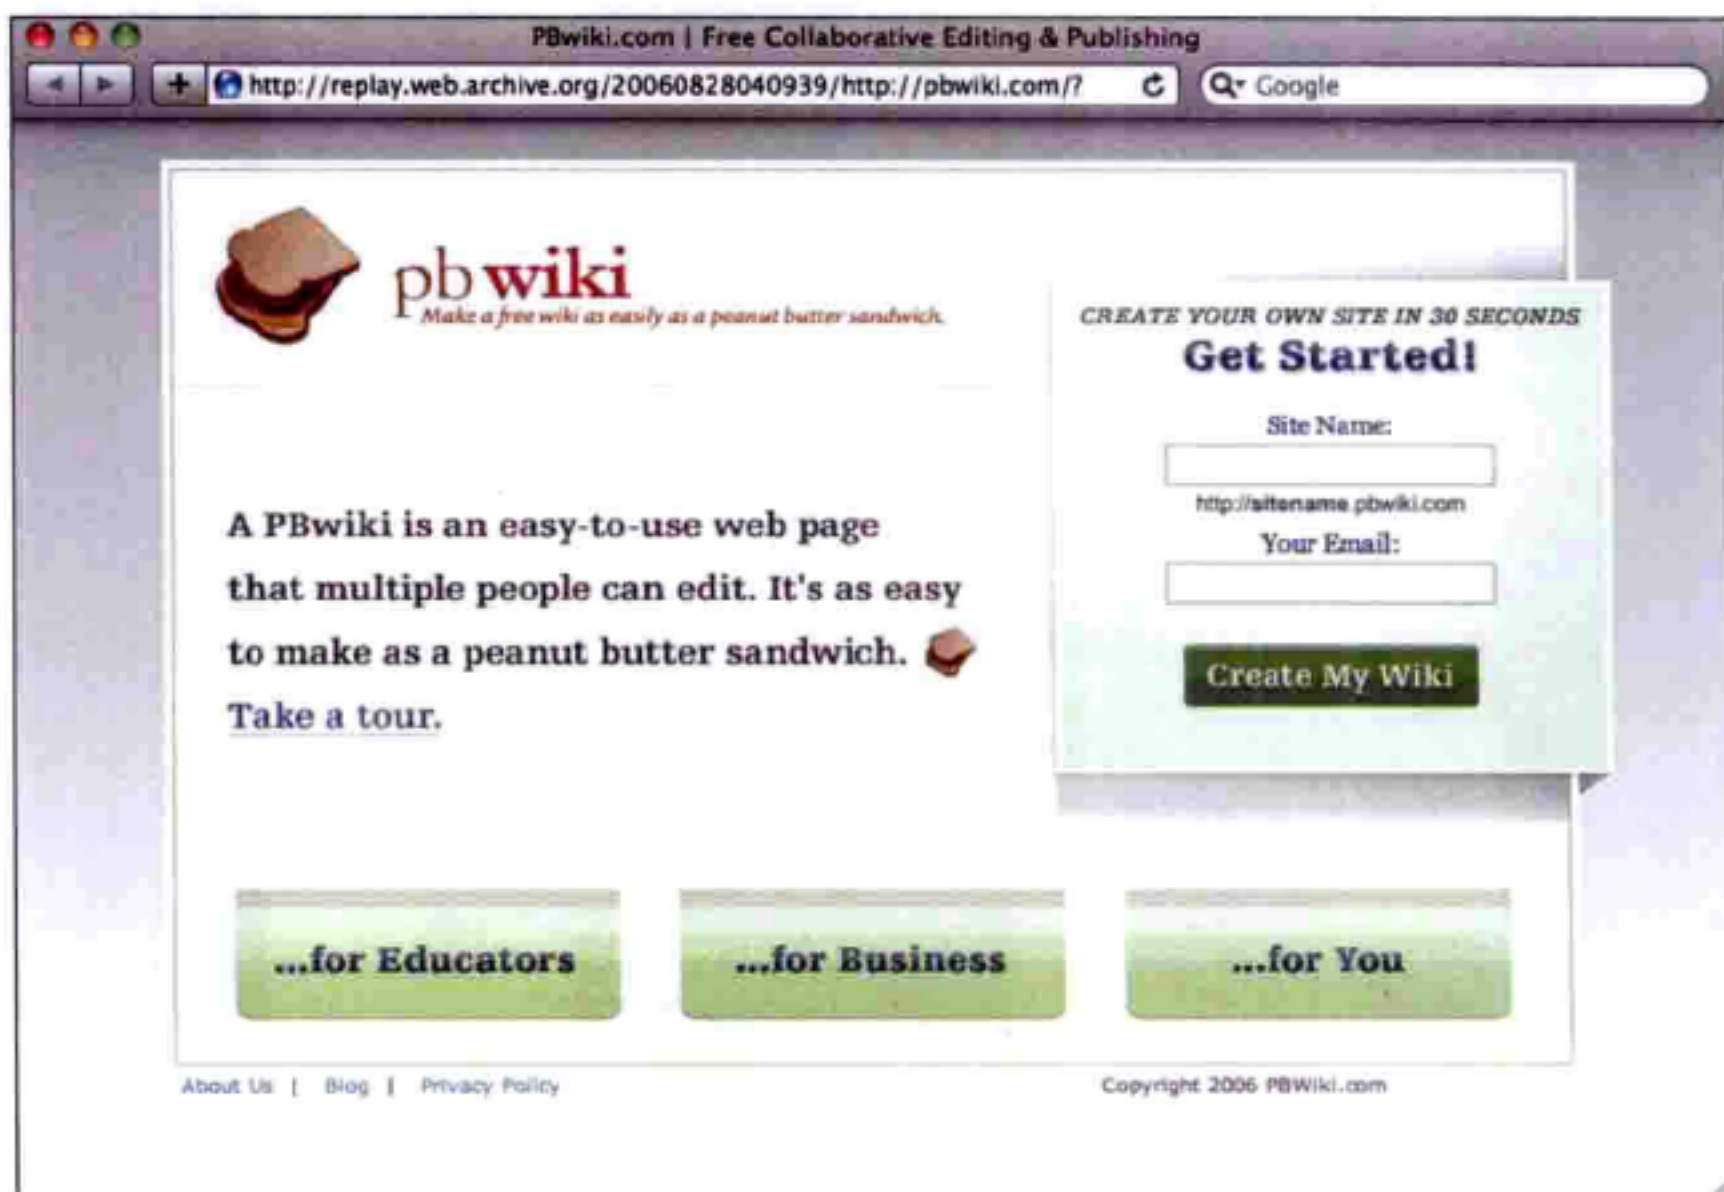 PBwiki.com | Free Collaborative Editing & Publishing
http://replay.web.archive.org/20060828040939/http://pbwiki.com/?
Google
pbwiki
Make a free wiki as easily as a peanut butter sandwich.
CREATE YOUR OWN SITE IN 30 SECONDS
Get Started!
Site Name:
http://sitename.pbwiki.com
Your Email:
Create My Wiki
A PBwiki is an easy-to-use web page
that multiple people can edit. It's as easy
to make as a peanut butter sandwich.
Take a tour.
...for Educators
...for Business
...for You
About Us | Blog | Privacy Policy
Copyright 2006 PBWiki.com